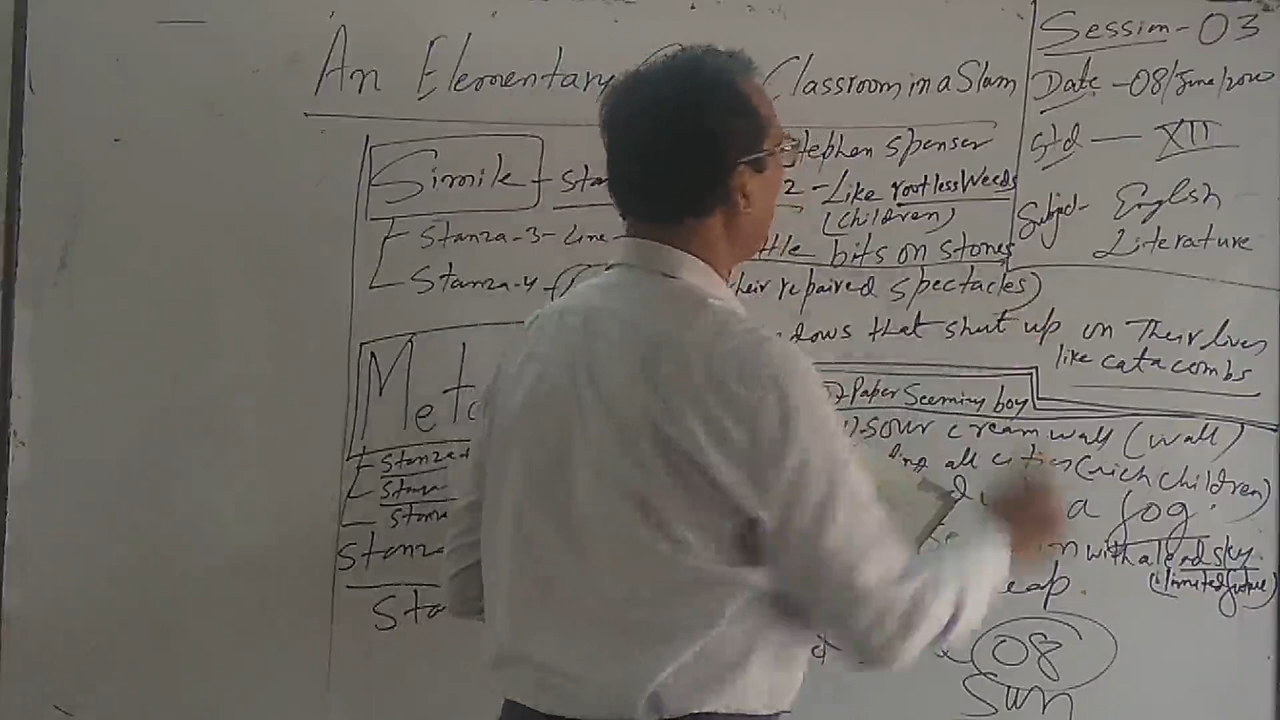 An Elementary Classroom in a Slum
Session - 03
Date - 08/June/2020
Std — XII
Subject - English
Literature
Stephen Spenser
Simile - Sta 2 - Like rootless Weeds
(Children)
Stanza-3-Line ttle bits on stones
Stanza-4 heir repaired spectacles)
dows that shut up on Their lives
like catacombs
Meta
Paper Seeming boy
Stanza
sour cream wall (wall)
Stanza
ling all cities (rich children)
Stanza
a fog.
Stanza
with a lead sky
(limited future)
Sta
eap.
08
Sun